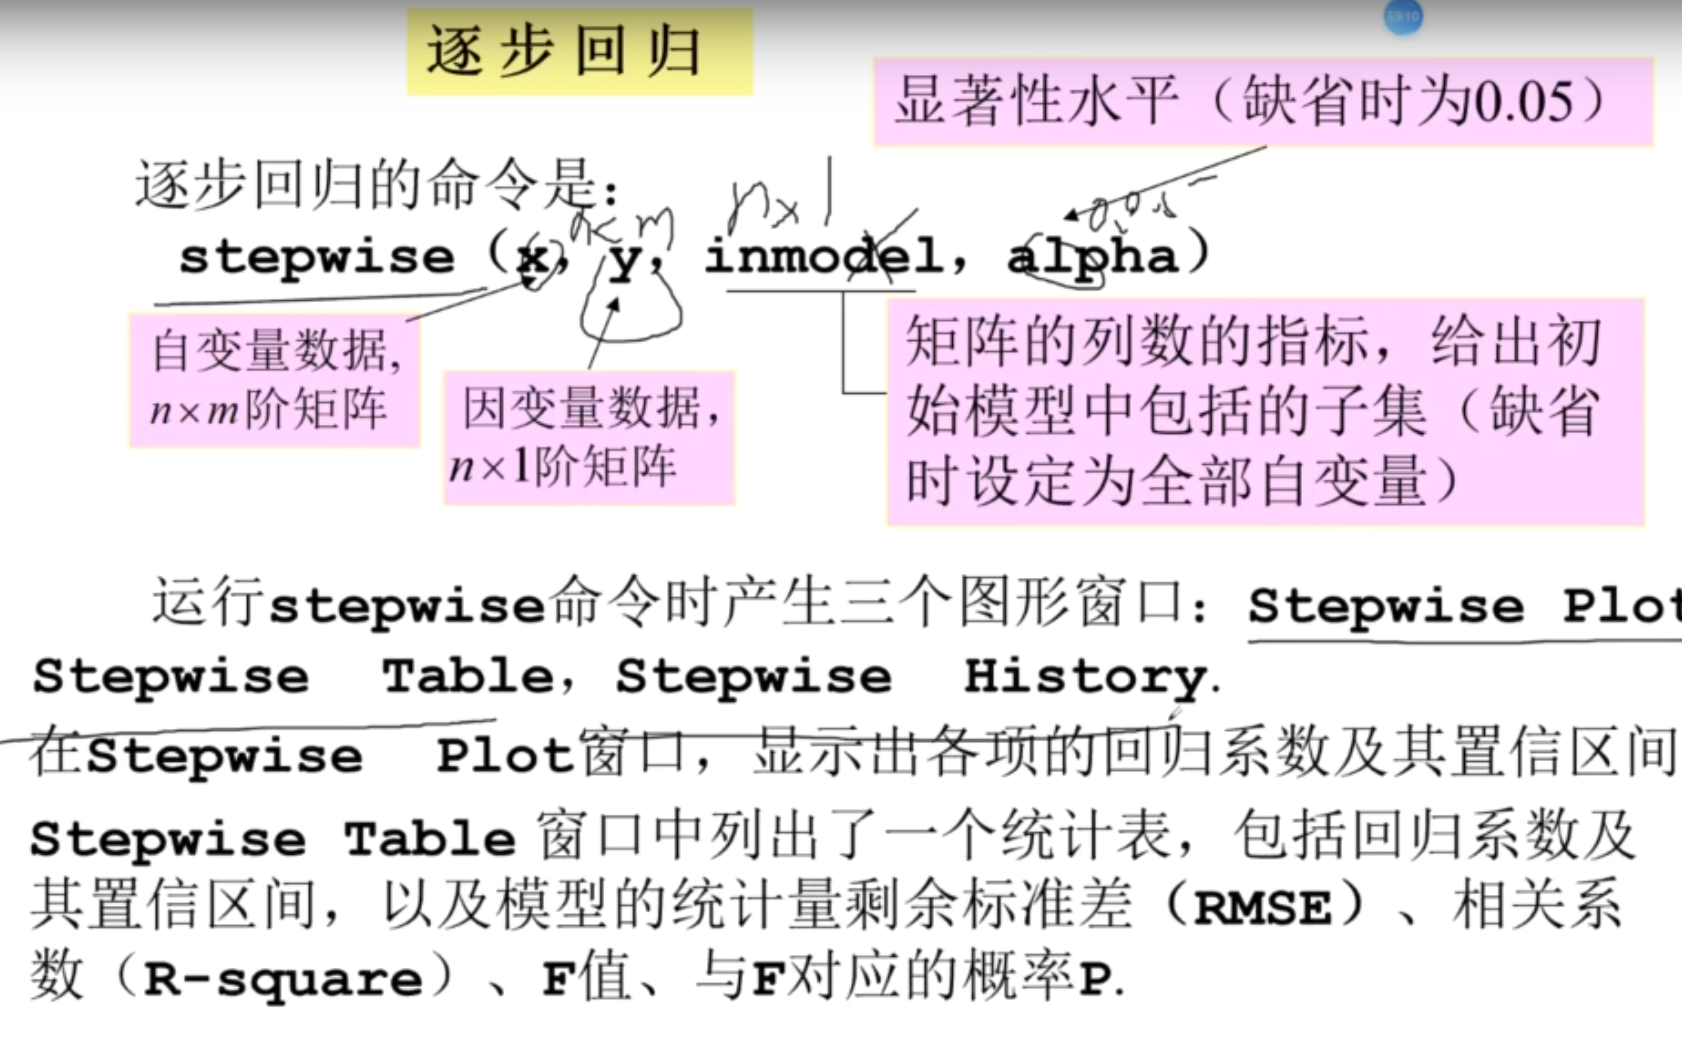 59:10
逐步回归
显著性水平（缺省时为0.05）
逐步回归的命令是：
n×1
m
stepwise（x，y，inmodel，alpha）
自变量数据，
n×m阶矩阵
因变量数据，
n×1阶矩阵
矩阵的列数的指标，给出初
始模型中包括的子集（缺省
时设定为全部自变量）
运行stepwise命令时产生三个图形窗口：Stepwise Plot
Stepwise Table，Stepwise History.
在Stepwise Plot窗口，显示出各项的回归系数及其置信区间
Stepwise Table 窗口中列出了一个统计表，包括回归系数及
其置信区间，以及模型的统计量剩余标准差（RMSE）、相关系
数（R-square）、F值、与F对应的概率P.